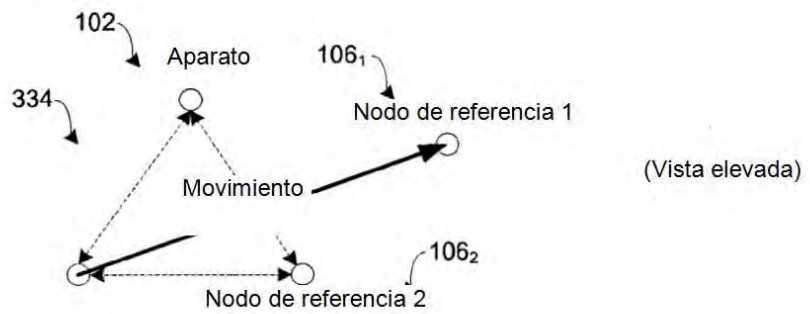 102
Aparato
106₁
334
Nodo de referencia 1
Movimiento
(Vista elevada)
106₂
Nodo de referencia 2